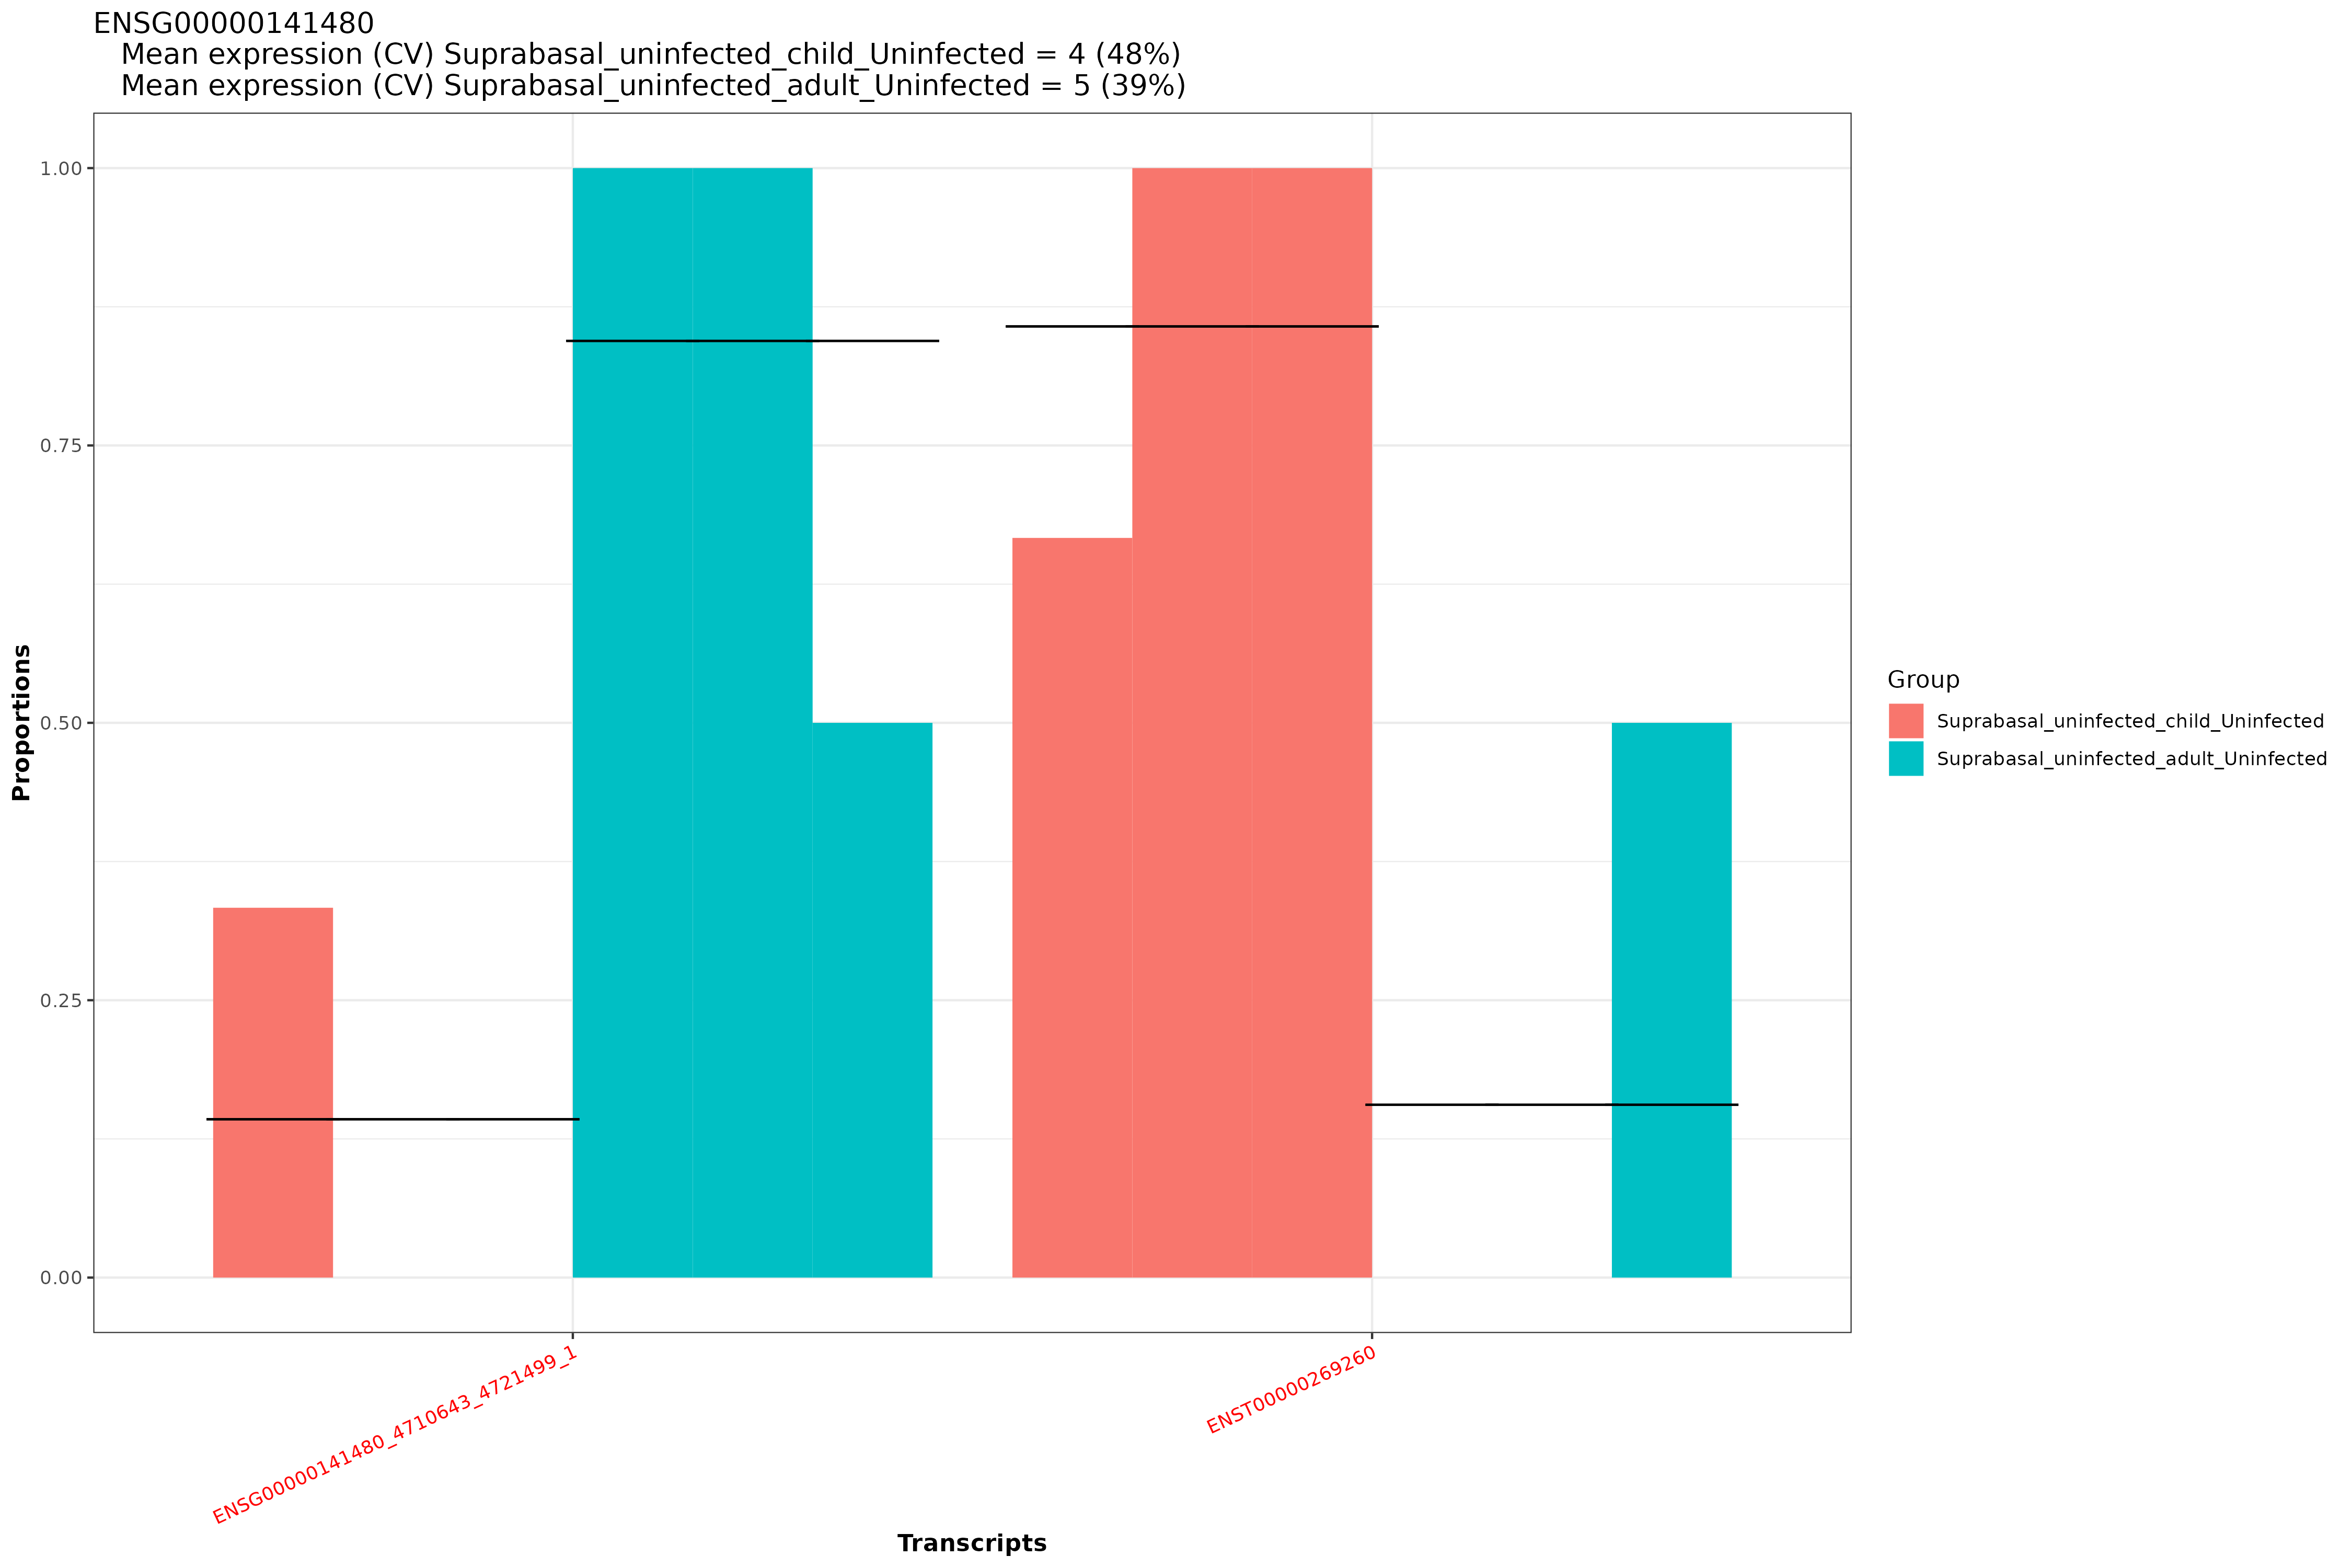 ENSG00000141480
Mean expression (CV) Suprabasal_uninfected_child_Uninfected = 4 (48%)
Mean expression (CV) Suprabasal_uninfected_adult_Uninfected = 5 (39%)
1.00
0.75
0.50
0.25
0.00
Proportions
ENSG00000141480_4710643_4721499_1
ENST00000269260
Transcripts
Group
Suprabasal_uninfected_child_Uninfected
Suprabasal_uninfected_adult_Uninfected